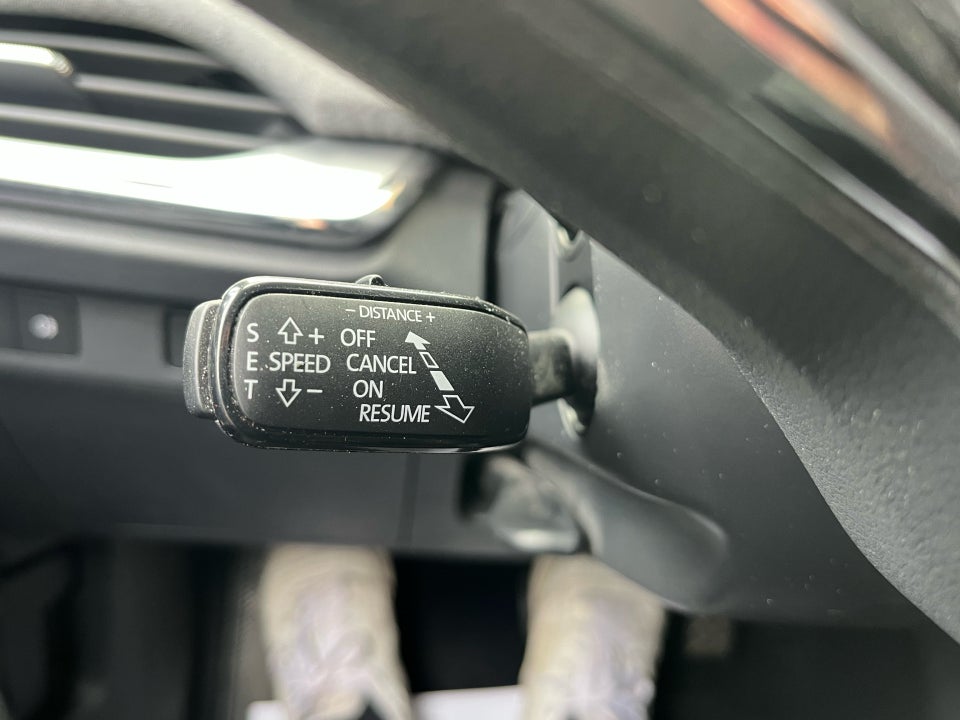 - DISTANCE +
S + OFF
E SPEED CANCEL
T - ON
RESUME